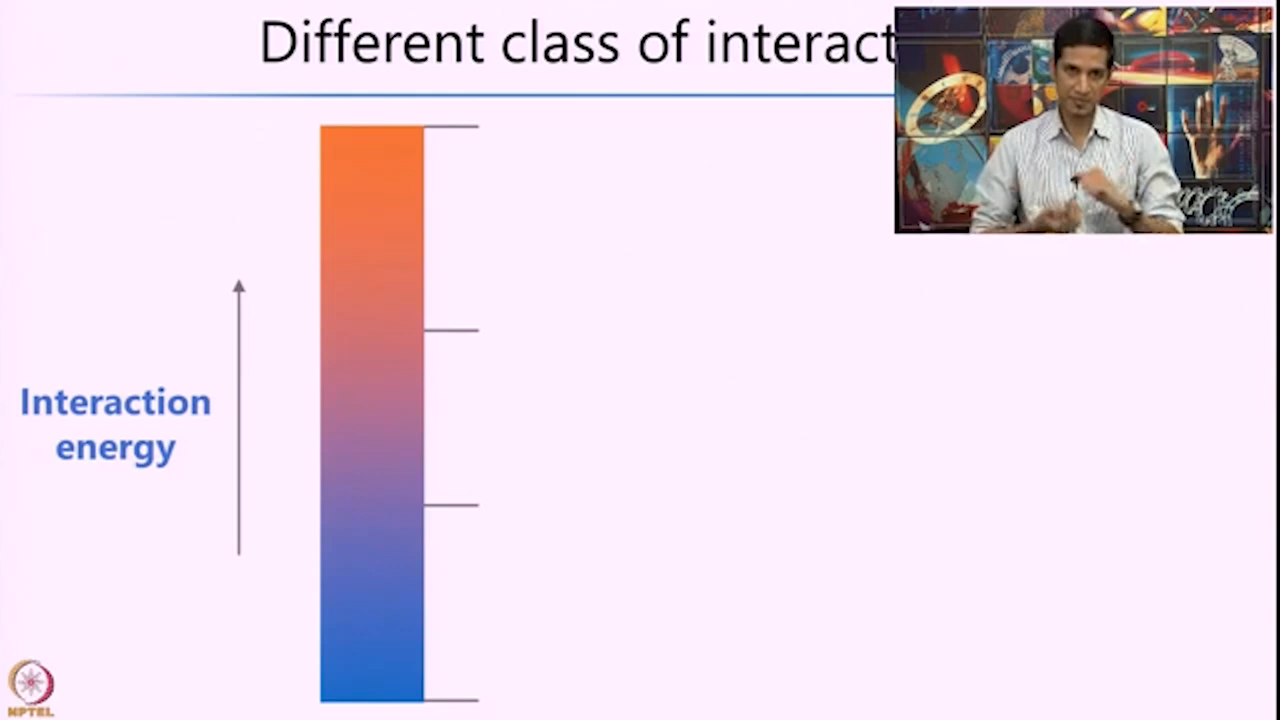 Different class of interact
Interaction
energy
NPTEL